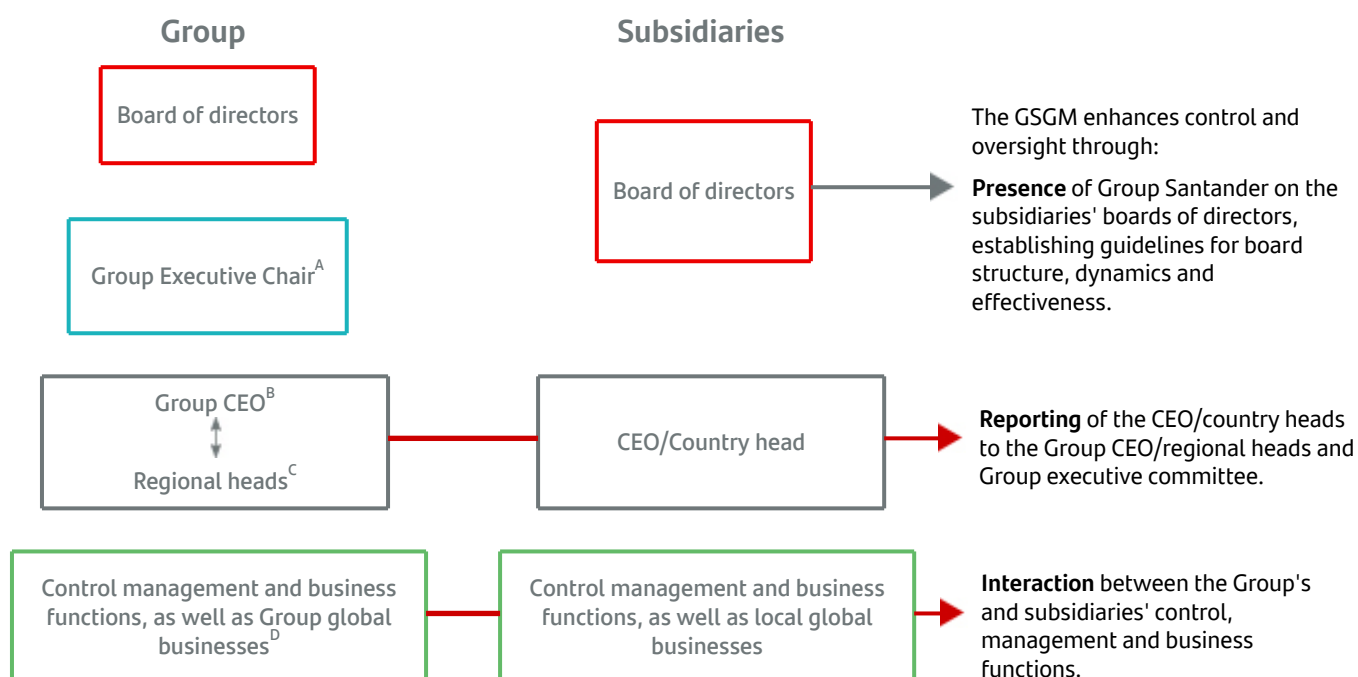 Group
Subsidiaries
Board of directors
Board of directors
The GSGM enhances control and
oversight through:
Presence of Group Santander on the
subsidiaries' boards of directors,
establishing guidelines for board
structure, dynamics and
effectiveness.
Group Executive Chair^A
Group CEO^B
Regional heads^C
CEO/Country head
Reporting of the CEO/country heads
to the Group CEO/regional heads and
Group executive committee.
Control management and business
functions, as well as Group global
businesses^D
Control management and business
functions, as well as local global
businesses
Interaction between the Group's
and subsidiaries' control,
management and business
functions.